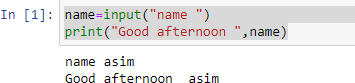 In [1]: name=input("name ")
print("Good afternoon ",name)
name asim
Good afternoon  asim